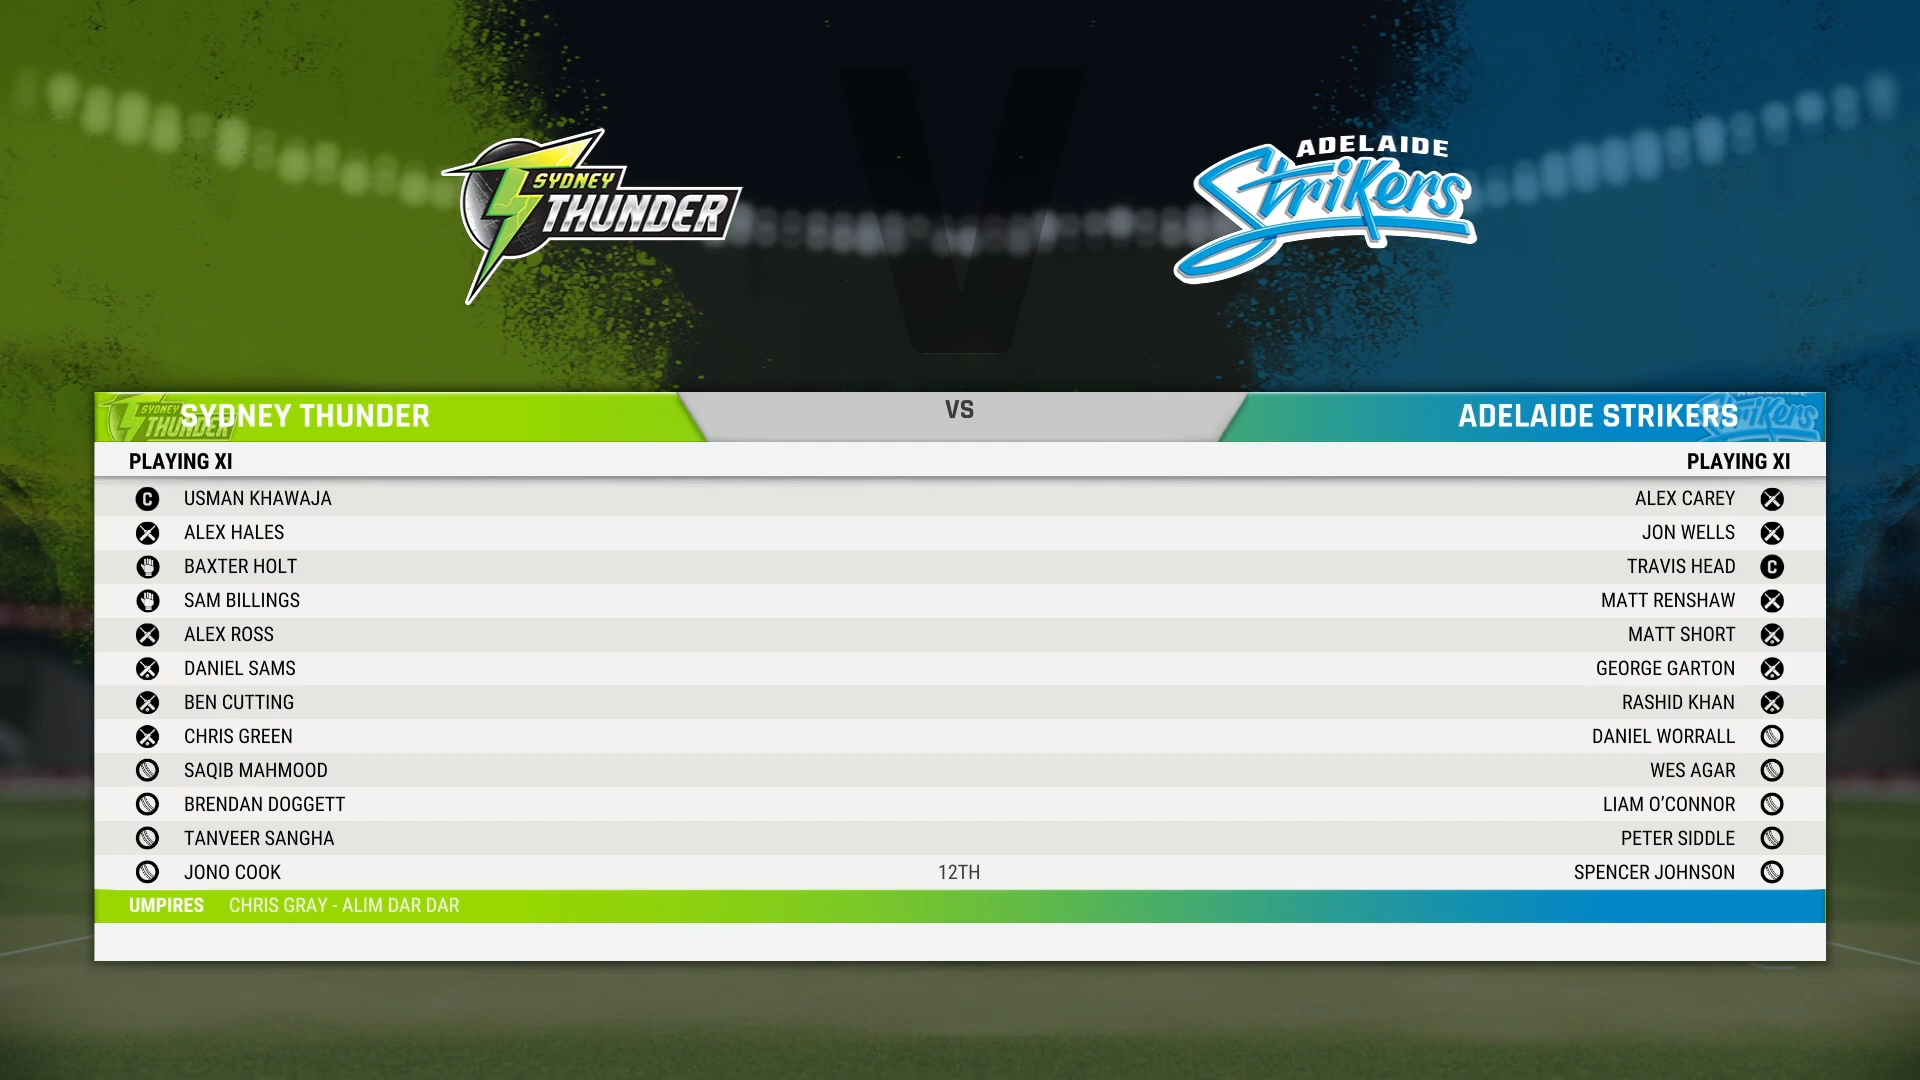 SYDNEY
THUNDER
ADELAIDE
Strikers
V
SYDNEY THUNDER
VS
ADELAIDE STRIKERS
PLAYING XI
PLAYING XI
C USMAN KHAWAJA
ALEX CAREY
ALEX HALES
JON WELLS
BAXTER HOLT
TRAVIS HEAD C
SAM BILLINGS
MATT RENSHAW
ALEX ROSS
MATT SHORT
DANIEL SAMS
GEORGE GARTON
BEN CUTTING
RASHID KHAN
CHRIS GREEN
DANIEL WORRALL
SAQIB MAHMOOD
WES AGAR
BRENDAN DOGGETT
LIAM O'CONNOR
TANVEER SANGHA
PETER SIDDLE
JONO COOK
12TH
SPENCER JOHNSON
UMPIRES CHRIS GRAY - ALIM DAR DAR